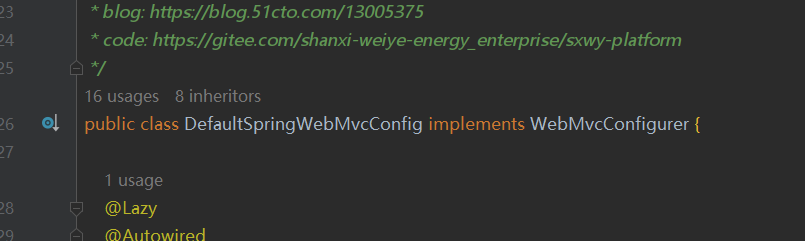 23 * blog: https://blog.51cto.com/13005375
24 * code: https://gitee.com/shanxi-weiye-energy_enterprise/sxwy-platform
25 */
16 usages 8 inheritors
26 public class DefaultSpringWebMvcConfig implements WebMvcConfigurer {
27
1 usage
28 @Lazy
29 @Autowired